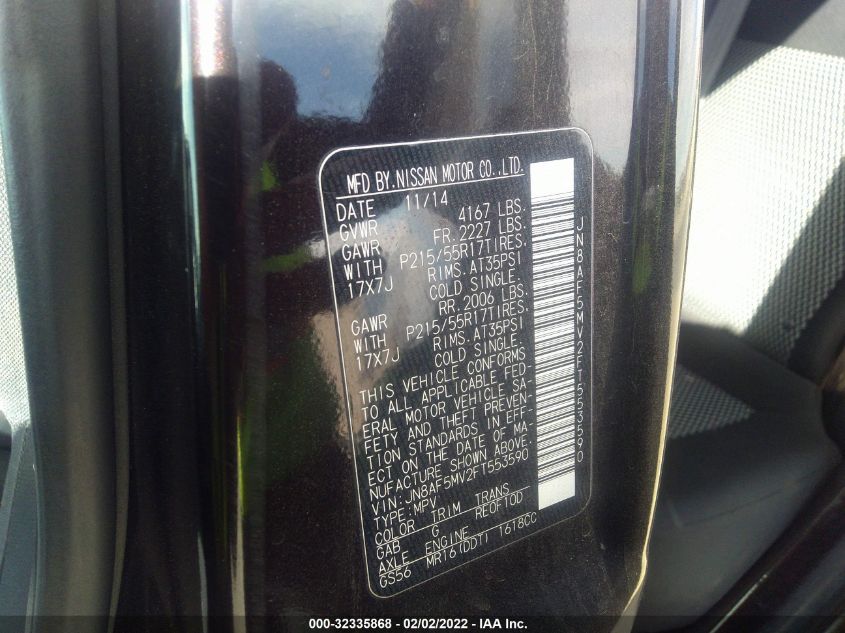 MFD BY.NISSAN MOTOR CO.,LTD.
DATE 11/14
GVWR 4167 LBS.
GAWR FR. 2227 LBS.
WITH P215/55R17TIRES,
17X7J RIMS.AT35PSI
COLD SINGLE.
GAWR RR. 2006 LBS.
WITH P215/55R17TIRES,
17X7J RIMS.AT35PSI
COLD SINGLE.
THIS VEHICLE CONFORMS
TO ALL APPLICABLE FED-
ERAL MOTOR VEHICLE SA-
FETY AND THEFT PREVEN-
TION STANDARDS IN EFF-
ECT ON THE DATE OF MA-
NUFACTURE SHOWN ABOVE.
VIN:JN8AF5MV2FT553590
TYPE:MPV
COLOR TRIM TRANS
GAB G RE0F10D
AXLE ENGINE
GS56 MR16(DDT) 1618CC
JN8AF5MV2FT553590
000-32335868 - 02/02/2022 - IAA Inc.